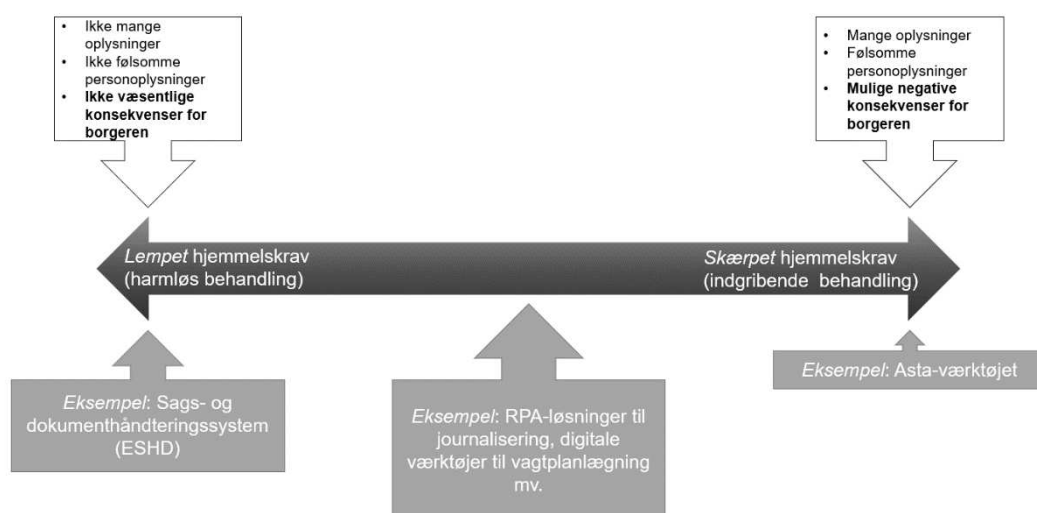 • Ikke mange
oplysninger
• Ikke følsomme
personoplysninger
• Ikke væsentlige
konsekvenser for
borgeren
• Mange oplysninger
• Følsomme
personoplysninger
• Mulige negative
konsekvenser for
borgeren
Lempet hjemmelskrav
(harmløs behandling)
Skærpet hjemmelskrav
(indgribende behandling)
Eksempel: Sags- og
dokumenthåndteringssystem
(ESHD)
Eksempel: RPA-løsninger til
journalisering, digitale
værktøjer til vagtplanlægning
mv.
Eksempel: Asta-værktøjet